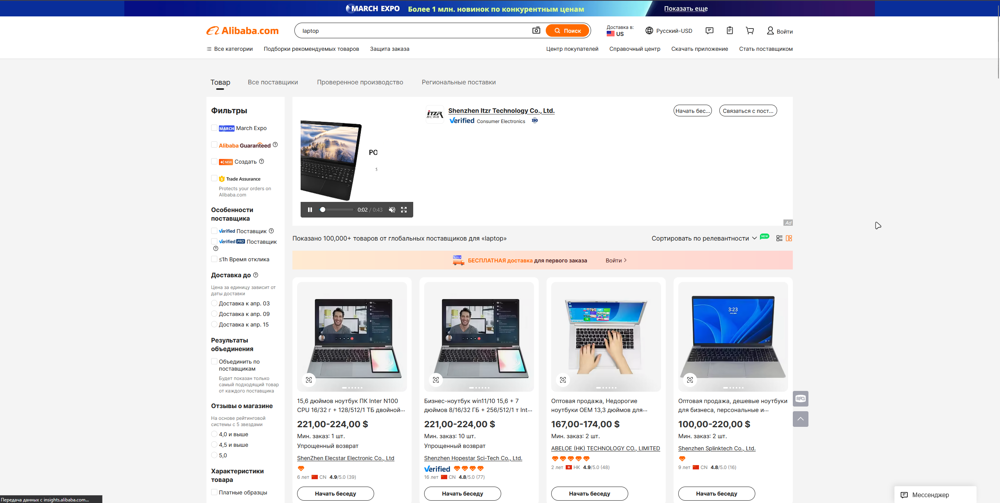 MARCH EXPO Более 1 млн. новинок по конкурентным ценам Показать еще
Alibaba.com
laptop
Поиск
Доставка в:
US
Русский-USD
Войти
Все категории Подборки рекомендуемых товаров Защита заказа
Центр покупателей Справочный центр Скачать приложение Стать поставщиком
Товар Все поставщики Проверенное производство Региональные поставки
Фильтры
MARCH March Expo
Alibaba Guaranteed
NEW Создать
Trade Assurance
Protects your orders on
Alibaba.com
Особенности
поставщика
Verified Поставщик
Verified PRO Поставщик
≤1h Время отклика
Доставка до
Цена за единицу зависит от
даты доставки
Доставка к апр. 03
Доставка к апр. 09
Доставка к апр. 15
Результаты
объединения
Объединить по
поставщикам
Будет показан только
самый подходящий товар
от каждого поставщика
Отзывы о магазине
На основе рейтинговой
системы с 5 звездами
4,0 и выше
4,5 и выше
5,0
Характеристики
товара
Платные образцы
ITZR
智仁科技
Shenzhen Itzr Technology Co., Ltd.
Verified Consumer Electronics ISO
Начать бес...
Связаться с пост...
PO
S
0:02 / 0:43
Ad
Показано 100,000+ товаров от глобальных поставщиков для «laptop»
Сортировать по релевантности NEW
MARCH
БЕСПЛАТНАЯ доставка для первого заказа Войти
15,6 дюймов ноутбук ПК Inter N100
CPU 16/32 г + 128/512/1 ТБ двойной...
221,00-224,00 $
Мин. заказ: 1 шт.
Упрощенный возврат
ShenZhen Elecstar Electronic Co., Ltd
6 лет CN 4.9/5.0 (39)
Начать беседу
Бизнес-ноутбук win11/10 15,6 + 7
дюймов 8/16/32 ГБ + 256/512/1 т Int...
221,00-224,00 $
Мин. заказ: 10 шт.
Упрощенный возврат
Shenzhen Hopestar Sci-Tech Co., Ltd.
Verified
16 лет CN 4.8/5.0 (77)
Начать беседу
Оптовая продажа, Недорогие
ноутбуки OEM 13,3 дюймов для...
167,00-174,00 $
Мин. заказ: 2 шт.
ABELOE (HK) TECHNOLOGY CO., LIMITED
2 лет HK 4.9/5.0 (48)
Начать беседу
3:23
Оптовая продажа, дешевые ноутбуки
для бизнеса, персональные и...
100,00-220,00 $
Мин. заказ: 2 шт.
Shenzhen Splinktech Co., Ltd.
9 лет CN 4.8/5.0 (16)
Начать беседу
RFQ
Мессенджер
Передача данных с insights.alibaba.com...